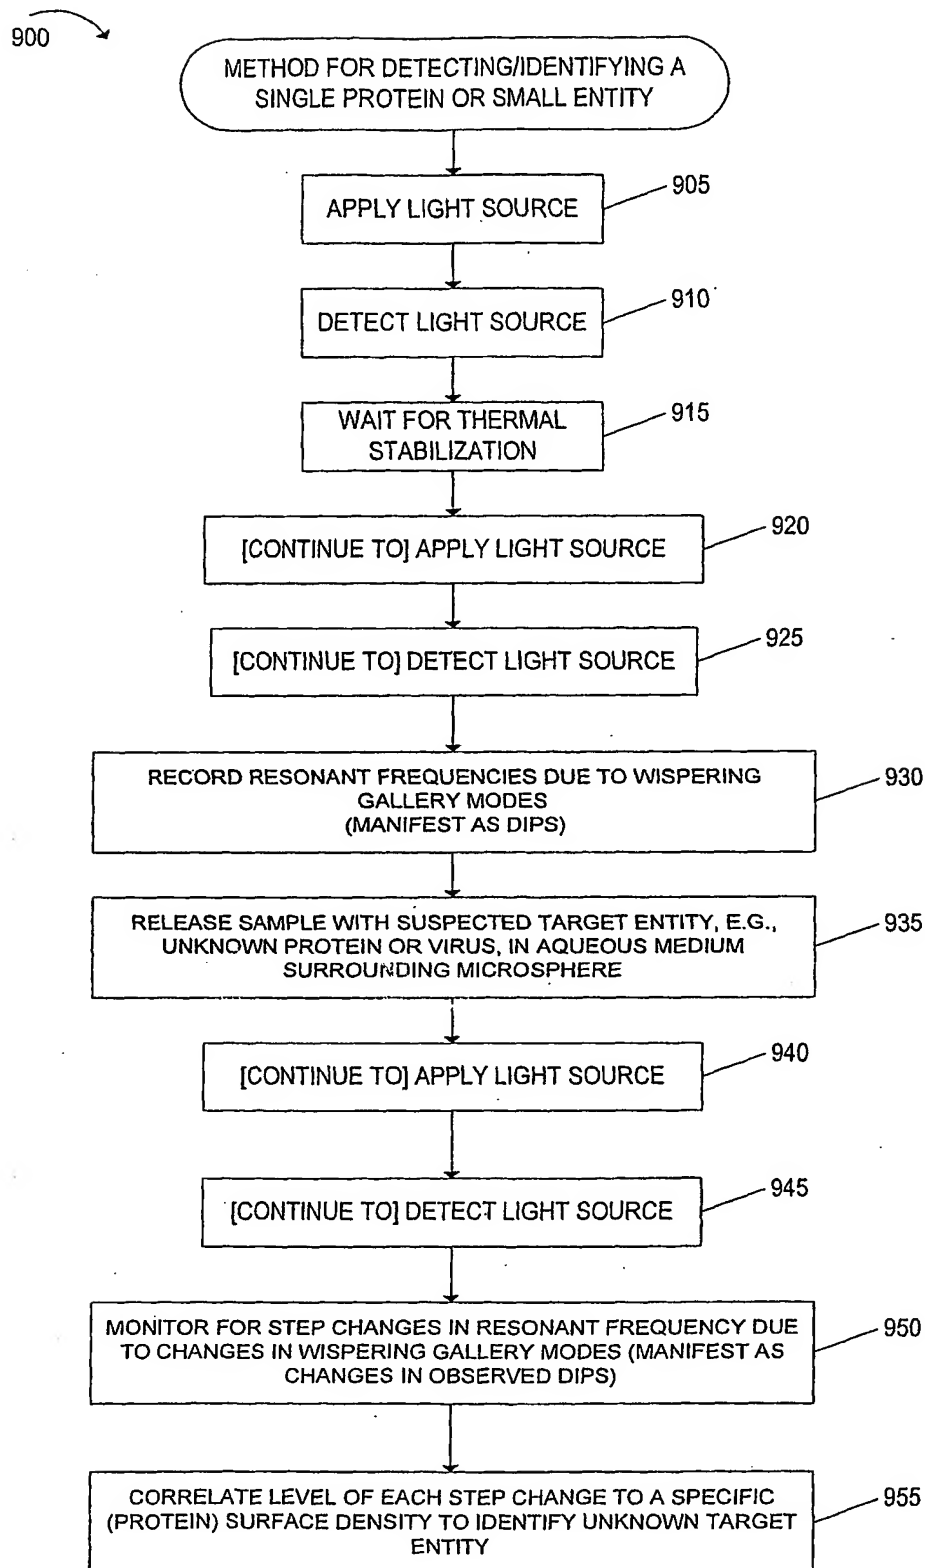 900
METHOD FOR DETECTING/IDENTIFYING A
SINGLE PROTEIN OR SMALL ENTITY
APPLY LIGHT SOURCE
905
DETECT LIGHT SOURCE
910
WAIT FOR THERMAL
STABILIZATION
915
[CONTINUE TO] APPLY LIGHT SOURCE
920
[CONTINUE TO] DETECT LIGHT SOURCE
925
RECORD RESONANT FREQUENCIES DUE TO WISPERING
GALLERY MODES
(MANIFEST AS DIPS)
930
RELEASE SAMPLE WITH SUSPECTED TARGET ENTITY, E.G.,
UNKNOWN PROTEIN OR VIRUS, IN AQUEOUS MEDIUM
SURROUNDING MICROSPHERE
935
[CONTINUE TO] APPLY LIGHT SOURCE
940
[CONTINUE TO] DETECT LIGHT SOURCE
945
MONITOR FOR STEP CHANGES IN RESONANT FREQUENCY DUE
TO CHANGES IN WISPERING GALLERY MODES (MANIFEST AS
CHANGES IN OBSERVED DIPS)
950
CORRELATE LEVEL OF EACH STEP CHANGE TO A SPECIFIC
(PROTEIN) SURFACE DENSITY TO IDENTIFY UNKNOWN TARGET
ENTITY
955